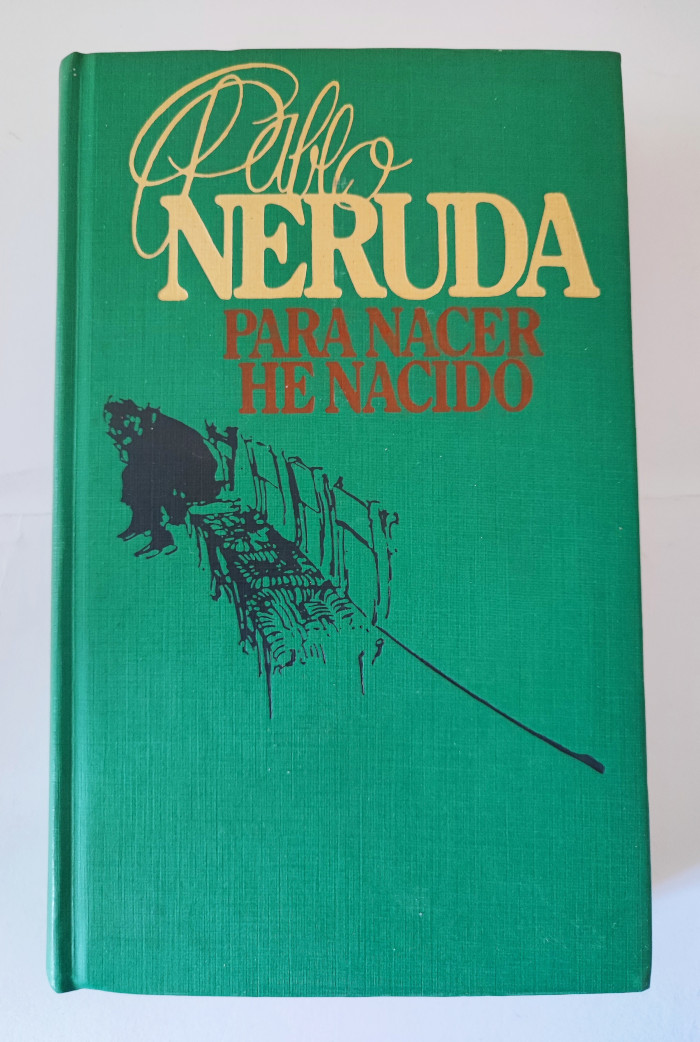 Pablo
NERUDA
PARA NACER
HE NACIDO